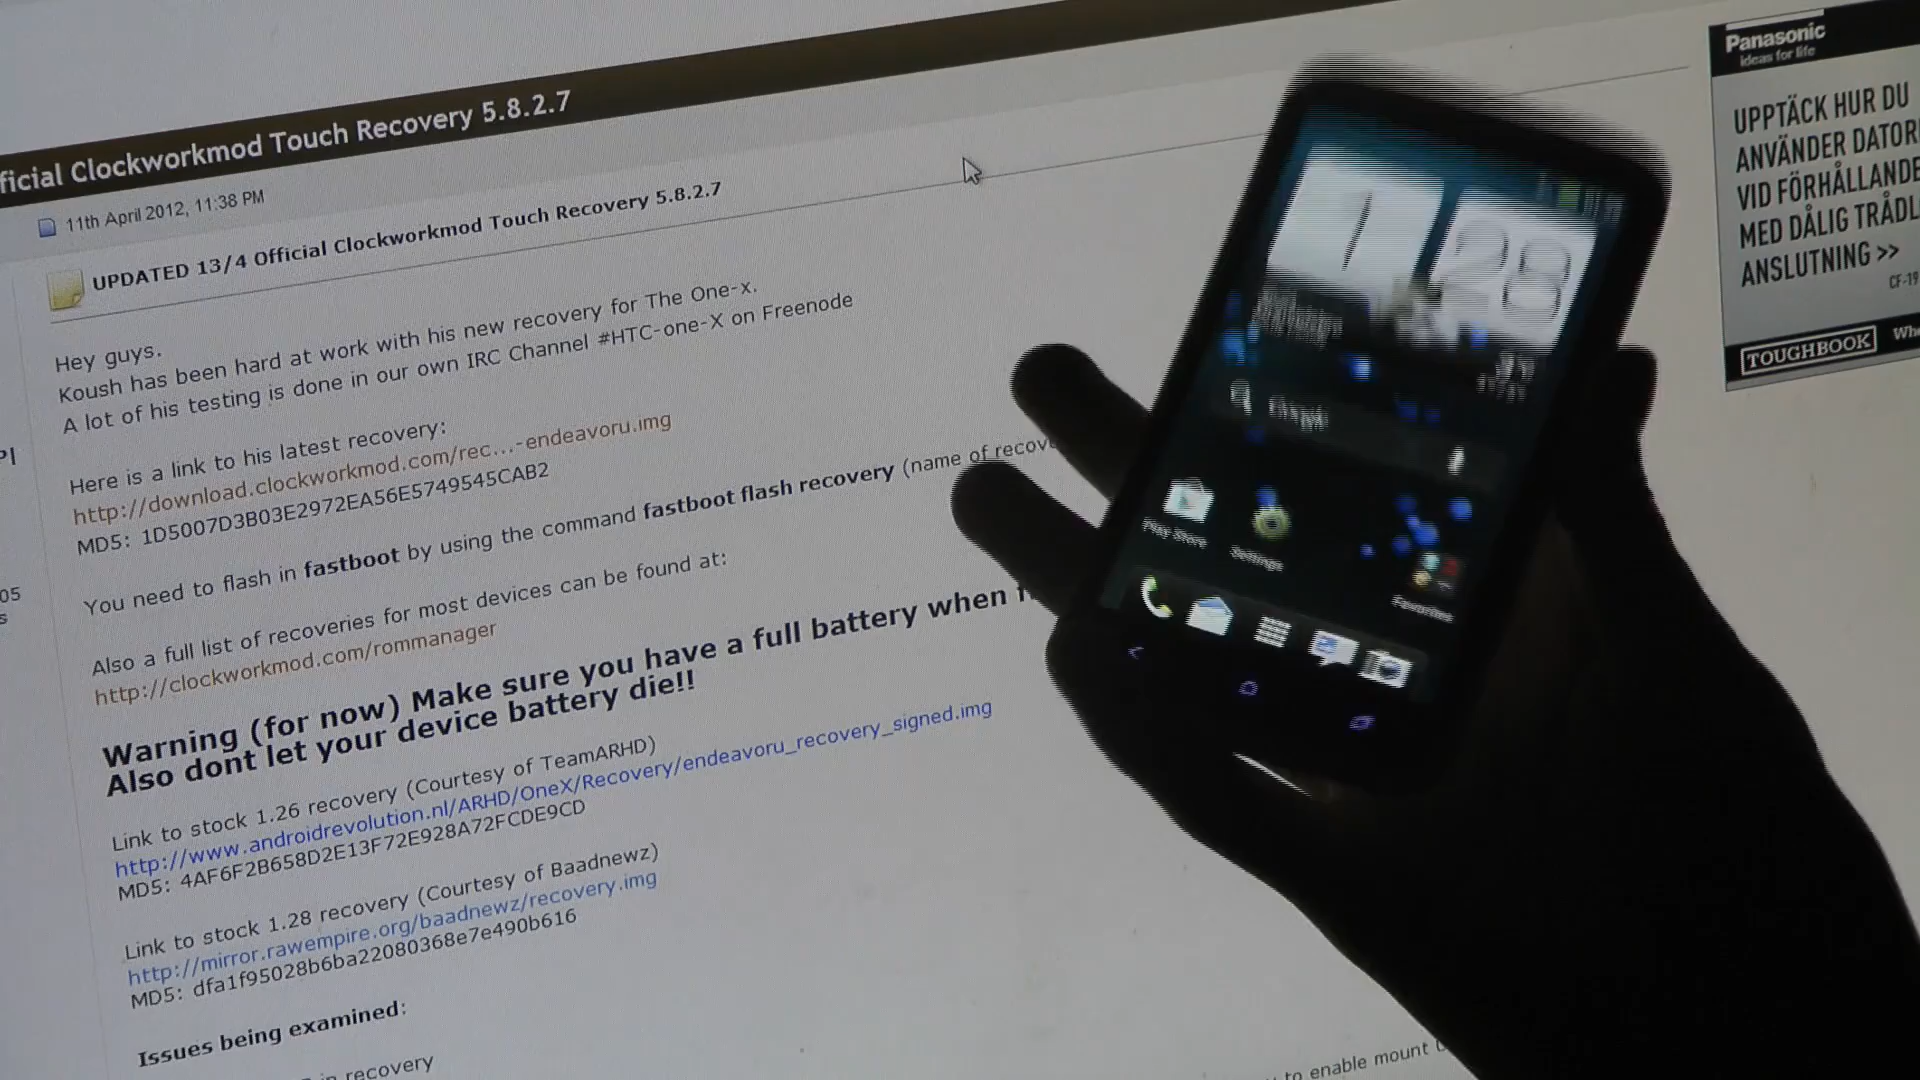 ficial Clockworkmod Touch Recovery 5.8.2.7
11th April 2012, 11:38 PM
UPDATED 13/4 Official Clockworkmod Touch Recovery 5.8.2.7
Hey guys.
Koush has been hard at work with his new recovery for The One-x.
A lot of his testing is done in our own IRC Channel #HTC-one-X on Freenode
Here is a link to his latest recovery:
http://download.clockworkmod.com/rec...-endeavoru.img
MD5: 1D5007D3B03E2972EA56E5749545CAB2
You need to flash in fastboot by using the command fastboot flash recovery (name of recov
Also a full list of recoveries for most devices can be found at:
http://clockworkmod.com/rommanager
Warning (for now) Make sure you have a full battery when
Also dont let your device battery die!!
Link to stock 1.26 recovery (Courtesy of TeamARHD)
http://www.androidrevolution.nl/ARHD/OneX/Recovery/endeavoru_recovery_signed.img
MD5: 4AF6F2B658D2E13F72E928A72FCDE9CD
Link to stock 1.28 recovery (Courtesy of Baadnewz)
http://mirror.rawempire.org/baadnewz/recovery.img
MD5: dfa1f95028b6ba22080368e7e490b616
Issues being examined:
in recovery
to enable mount
05
s
1 28
Google
Play Store
Settings
Favorites
Panasonic
ideas for life
UPPTÄCK HUR DU
ANVÄNDER DATOR
VID FÖRHÅLLANDE
MED DÅLIG TRÅDL
ANSLUTNING >>
CF-19
TOUGHBOOK